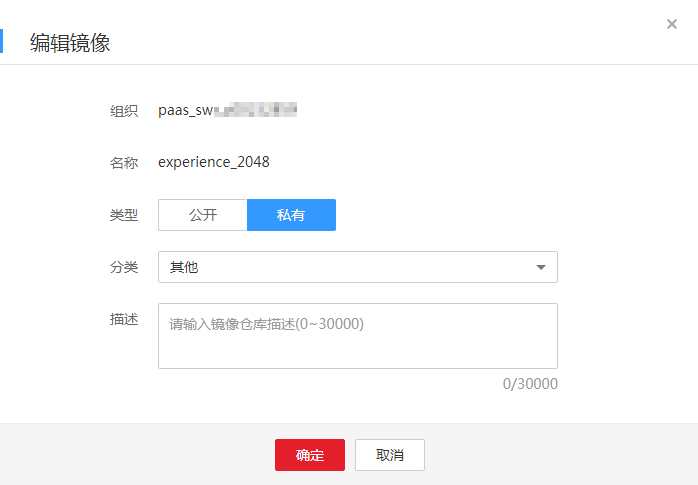 编辑镜像
组织 paas_sw
名称 experience_2048
类型 公开 私有
分类 其他
描述 请输入镜像仓库描述(0~30000)
0/30000
确定 取消